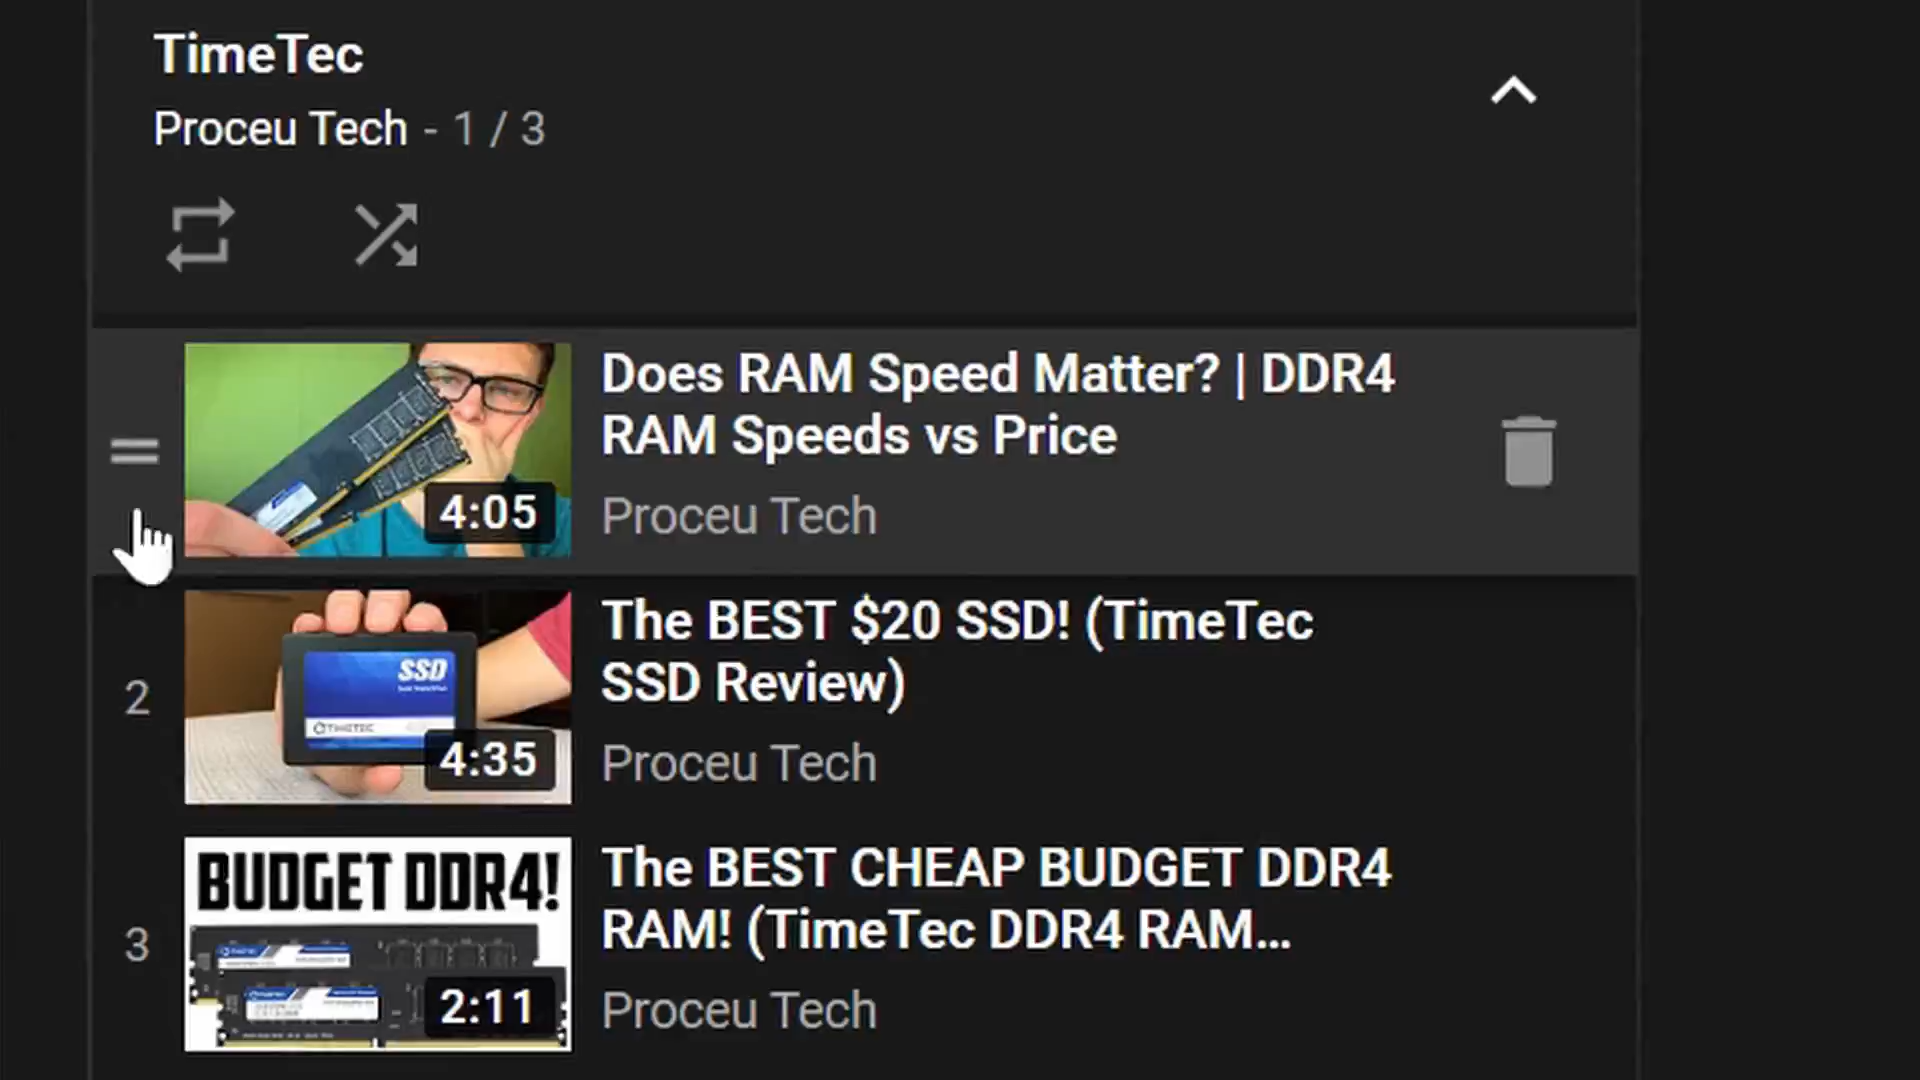 TimeTec
Proceu Tech - 1 / 3
Does RAM Speed Matter? | DDR4
RAM Speeds vs Price
4:05
Proceu Tech
2
SSD
TIMETEC
4:35
The BEST $20 SSD! (TimeTec
SSD Review)
Proceu Tech
3
BUDGET DDR4!
2:11
The BEST CHEAP BUDGET DDR4
RAM! (TimeTec DDR4 RAM...
Proceu Tech